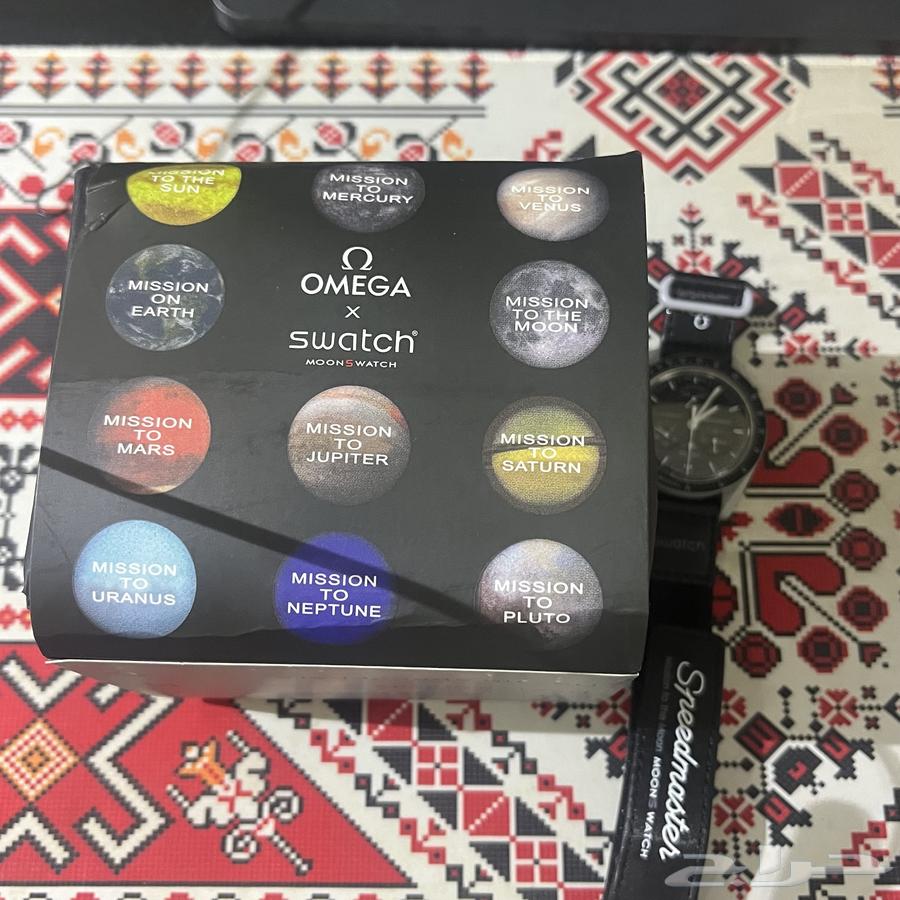 MISSION
TO THE
SUN
MISSION
TO
MERCURY
MISSION
TO
VENUS
MISSION
ON
EARTH
Ω
OMEGA
X
swatch®
MOONSWATCH
MISSION
TO THE
MOON
MISSION
TO
MARS
MISSION
TO
JUPITER
MISSION
TO
SATURN
MISSION
TO
URANUS
MISSION
TO
NEPTUNE
MISSION
TO
PLUTO
swatch
Speedmaster
MOONSWATCH
حراج